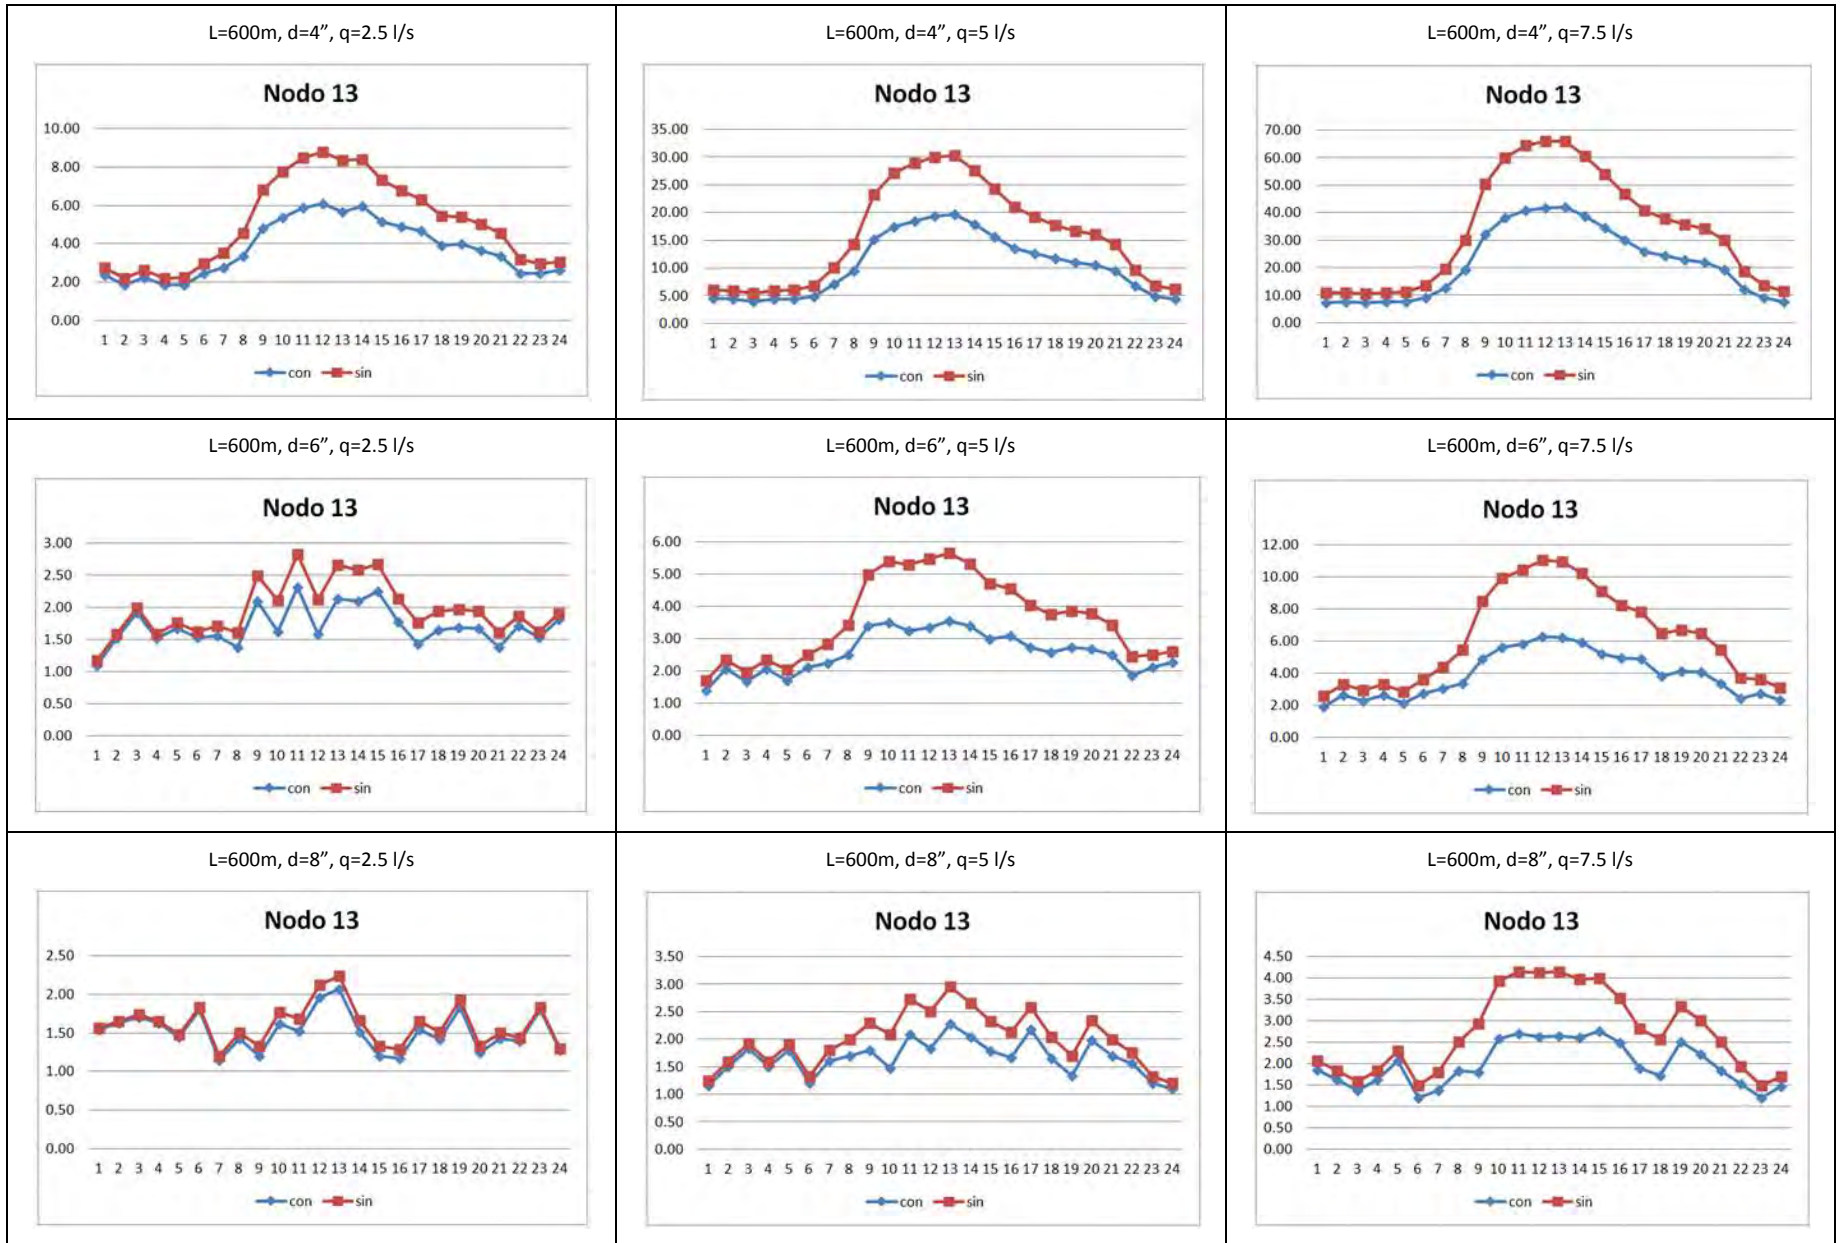 L=600m, d=4”, q=2.5 l/s
Nodo 13
10.00
8.00
6.00
4.00
2.00
0.00
1 2 3 4 5 6 7 8 9 10 11 12 13 14 15 16 17 18 19 20 21 22 23 24
con sin
L=600m, d=4”, q=5 l/s
Nodo 13
35.00
30.00
25.00
20.00
15.00
10.00
5.00
0.00
1 2 3 4 5 6 7 8 9 10 11 12 13 14 15 16 17 18 19 20 21 22 23 24
con sin
L=600m, d=4”, q=7.5 l/s
Nodo 13
70.00
60.00
50.00
40.00
30.00
20.00
10.00
0.00
1 2 3 4 5 6 7 8 9 10 11 12 13 14 15 16 17 18 19 20 21 22 23 24
con sin
L=600m, d=6”, q=2.5 l/s
Nodo 13
3.00
2.50
2.00
1.50
1.00
0.50
0.00
1 2 3 4 5 6 7 8 9 10 11 12 13 14 15 16 17 18 19 20 21 22 23 24
con sin
L=600m, d=6”, q=5 l/s
Nodo 13
6.00
5.00
4.00
3.00
2.00
1.00
0.00
1 2 3 4 5 6 7 8 9 10 11 12 13 14 15 16 17 18 19 20 21 22 23 24
con sin
L=600m, d=6”, q=7.5 l/s
Nodo 13
12.00
10.00
8.00
6.00
4.00
2.00
0.00
1 2 3 4 5 6 7 8 9 10 11 12 13 14 15 16 17 18 19 20 21 22 23 24
con sin
L=600m, d=8”, q=2.5 l/s
Nodo 13
2.50
2.00
1.50
1.00
0.50
0.00
1 2 3 4 5 6 7 8 9 10 11 12 13 14 15 16 17 18 19 20 21 22 23 24
con sin
L=600m, d=8”, q=5 l/s
Nodo 13
3.50
3.00
2.50
2.00
1.50
1.00
0.50
0.00
1 2 3 4 5 6 7 8 9 10 11 12 13 14 15 16 17 18 19 20 21 22 23 24
con sin
L=600m, d=8”, q=7.5 l/s
Nodo 13
4.50
4.00
3.50
3.00
2.50
2.00
1.50
1.00
0.50
0.00
1 2 3 4 5 6 7 8 9 10 11 12 13 14 15 16 17 18 19 20 21 22 23 24
con sin